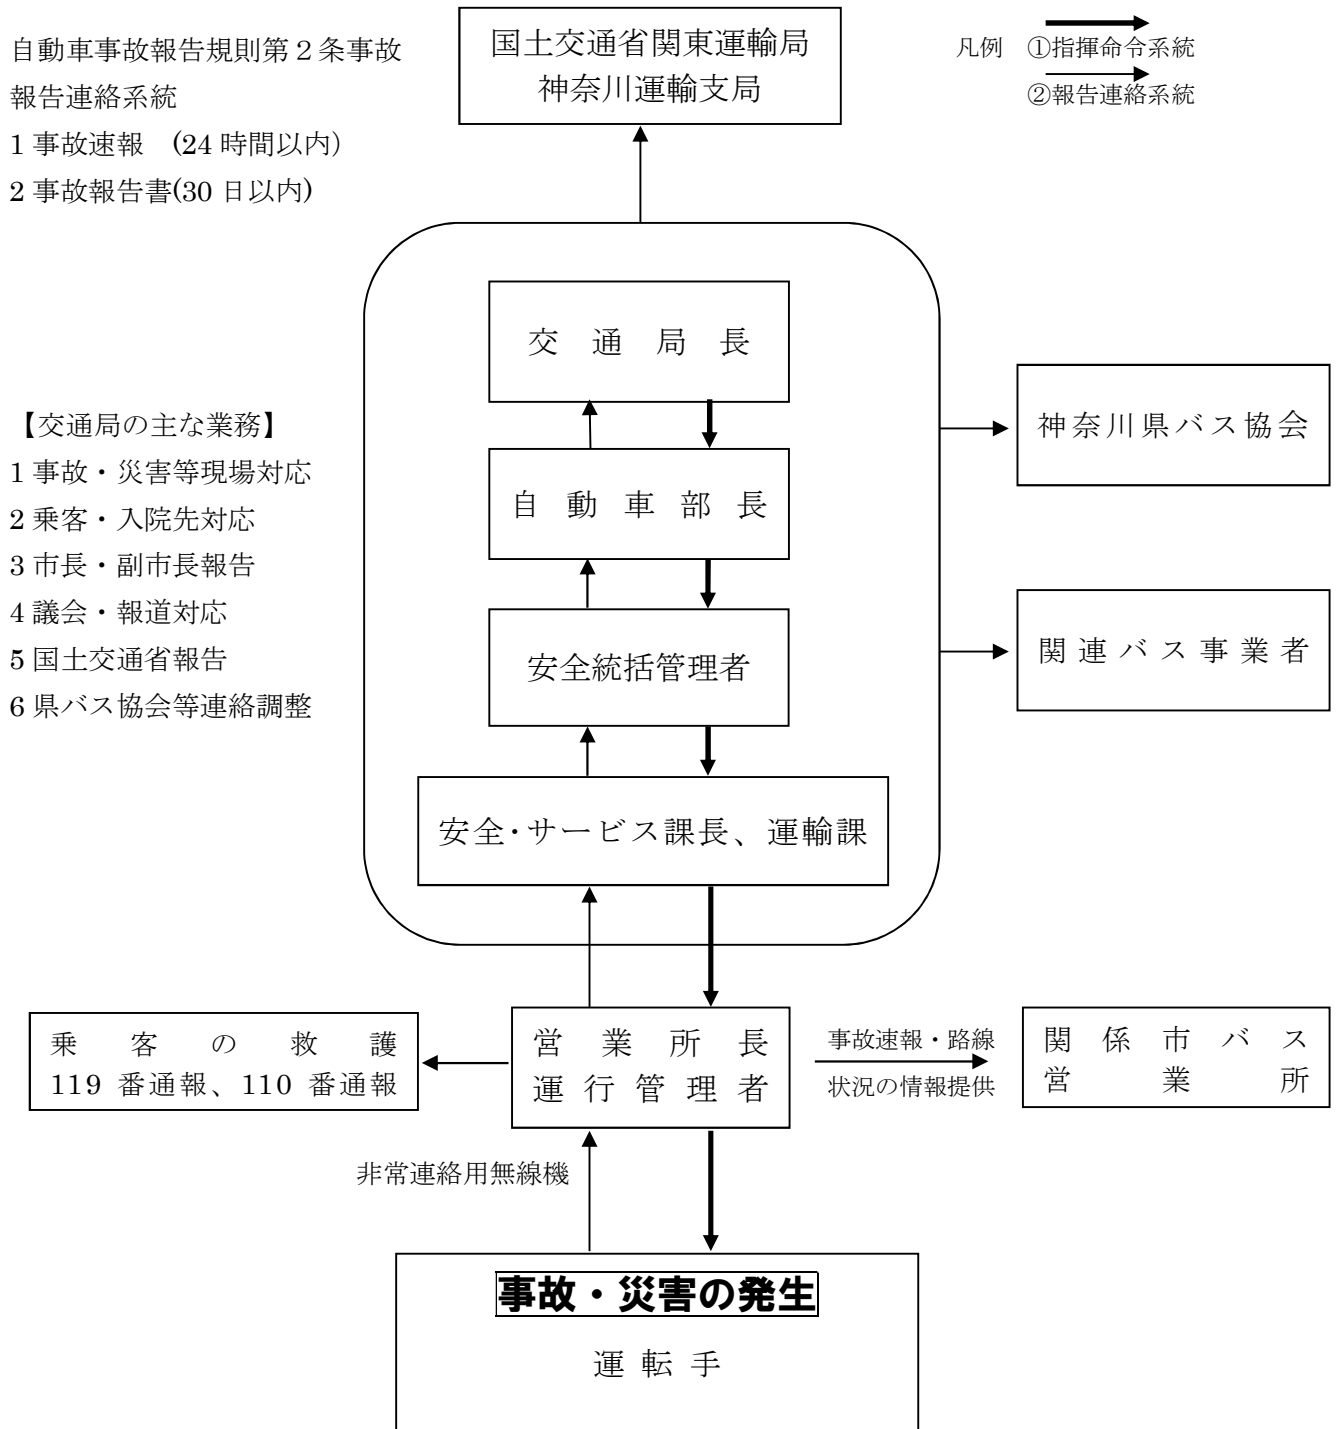 自動車事故報告規則第2条事故
報告連絡系統
1 事故速報　(24 時間以内)
2 事故報告書(30 日以内)
国土交通省関東運輸局
神奈川運輸支局
凡例　①指揮命令系統
②報告連絡系統
交通局長
【交通局の主な業務】
1 事故・災害等現場対応
2 乗客・入院先対応
3 市長・副市長報告
4 議会・報道対応
5 国土交通省報告
6 県バス協会等連絡調整
自動車部長
安全統括管理者
安全・サービス課長、運輸課
神奈川県バス協会
関連バス事業者
乗客の救護
119 番通報、110 番通報
営業所長
運行管理者
事故速報・路線
状況の情報提供
関係市バス
営業所
非常連絡用無線機
事故・災害の発生
運転手